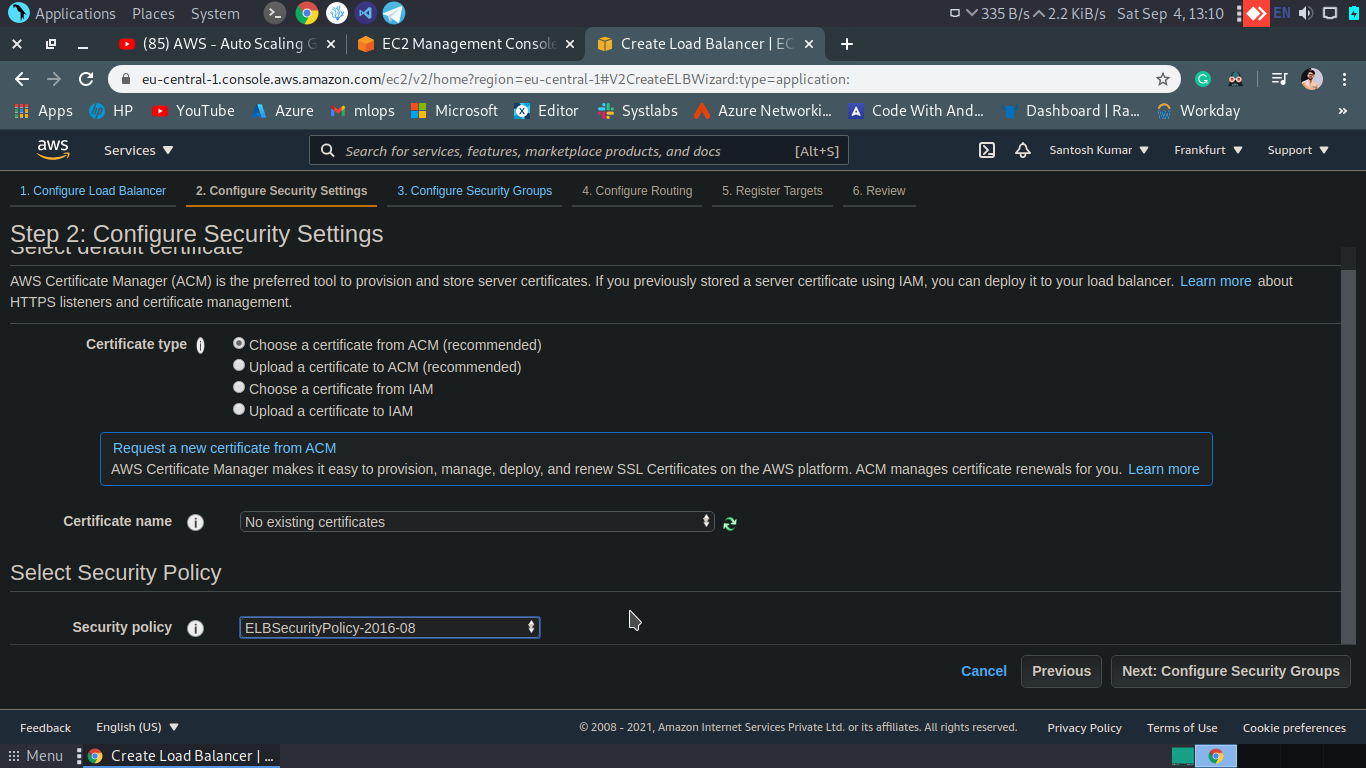 Applications Places System 335 B/s 2.2 KiB/s Sat Sep 4, 13:10 EN
(85) AWS - Auto Scaling G EC2 Management Console Create Load Balancer | EC
eu-central-1.console.aws.amazon.com/ec2/v2/home?region=eu-central-1#V2CreateELBWizard:type=application:
Apps HP YouTube Azure mlops Microsoft Editor Systlabs Azure Networki... Code With And... Dashboard | Ra... Workday »
aws Services Search for services, features, marketplace products, and docs [Alt+S] Santosh Kumar Frankfurt Support
1. Configure Load Balancer 2. Configure Security Settings 3. Configure Security Groups 4. Configure Routing 5. Register Targets 6. Review
Step 2: Configure Security Settings
Select default certificate
AWS Certificate Manager (ACM) is the preferred tool to provision and store server certificates. If you previously stored a server certificate using IAM, you can deploy it to your load balancer. Learn more about
HTTPS listeners and certificate management.
Certificate type i Choose a certificate from ACM (recommended)
Upload a certificate to ACM (recommended)
Choose a certificate from IAM
Upload a certificate to IAM
Request a new certificate from ACM
AWS Certificate Manager makes it easy to provision, manage, deploy, and renew SSL Certificates on the AWS platform. ACM manages certificate renewals for you. Learn more
Certificate name i No existing certificates
Select Security Policy
Security policy i ELBSecurityPolicy-2016-08
Cancel Previous Next: Configure Security Groups
Feedback English (US) © 2008 - 2021, Amazon Internet Services Private Ltd. or its affiliates. All rights reserved. Privacy Policy Terms of Use Cookie preferences
Menu Create Load Balancer | ...